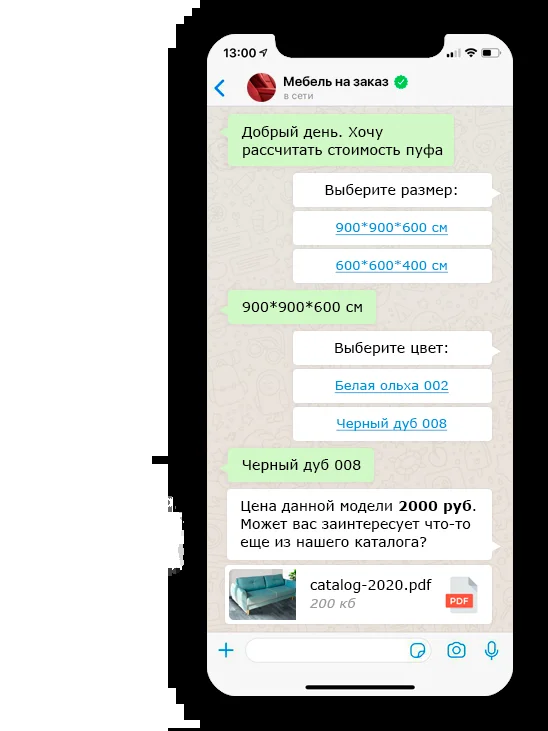 13:00
Мебель на заказ
в сети
Добрый день. Хочу
рассчитать стоимость пуфа
Выберите размер:
900*900*600 см
600*600*400 см
900*900*600 см
Выберите цвет:
Белая ольха 002
Черный дуб 008
Черный дуб 008
Цена данной модели 2000 руб.
Может вас заинтересует что-то
еще из нашего каталога?
catalog-2020.pdf
200 кб
PDF